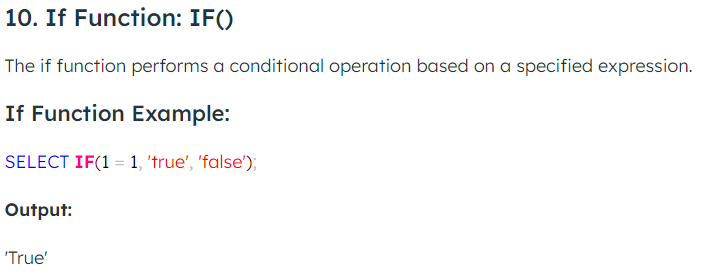 10. If Function: IF()
The if function performs a conditional operation based on a specified expression.
If Function Example:
SELECT IF(1 = 1, 'true', 'false');
Output:
'True'